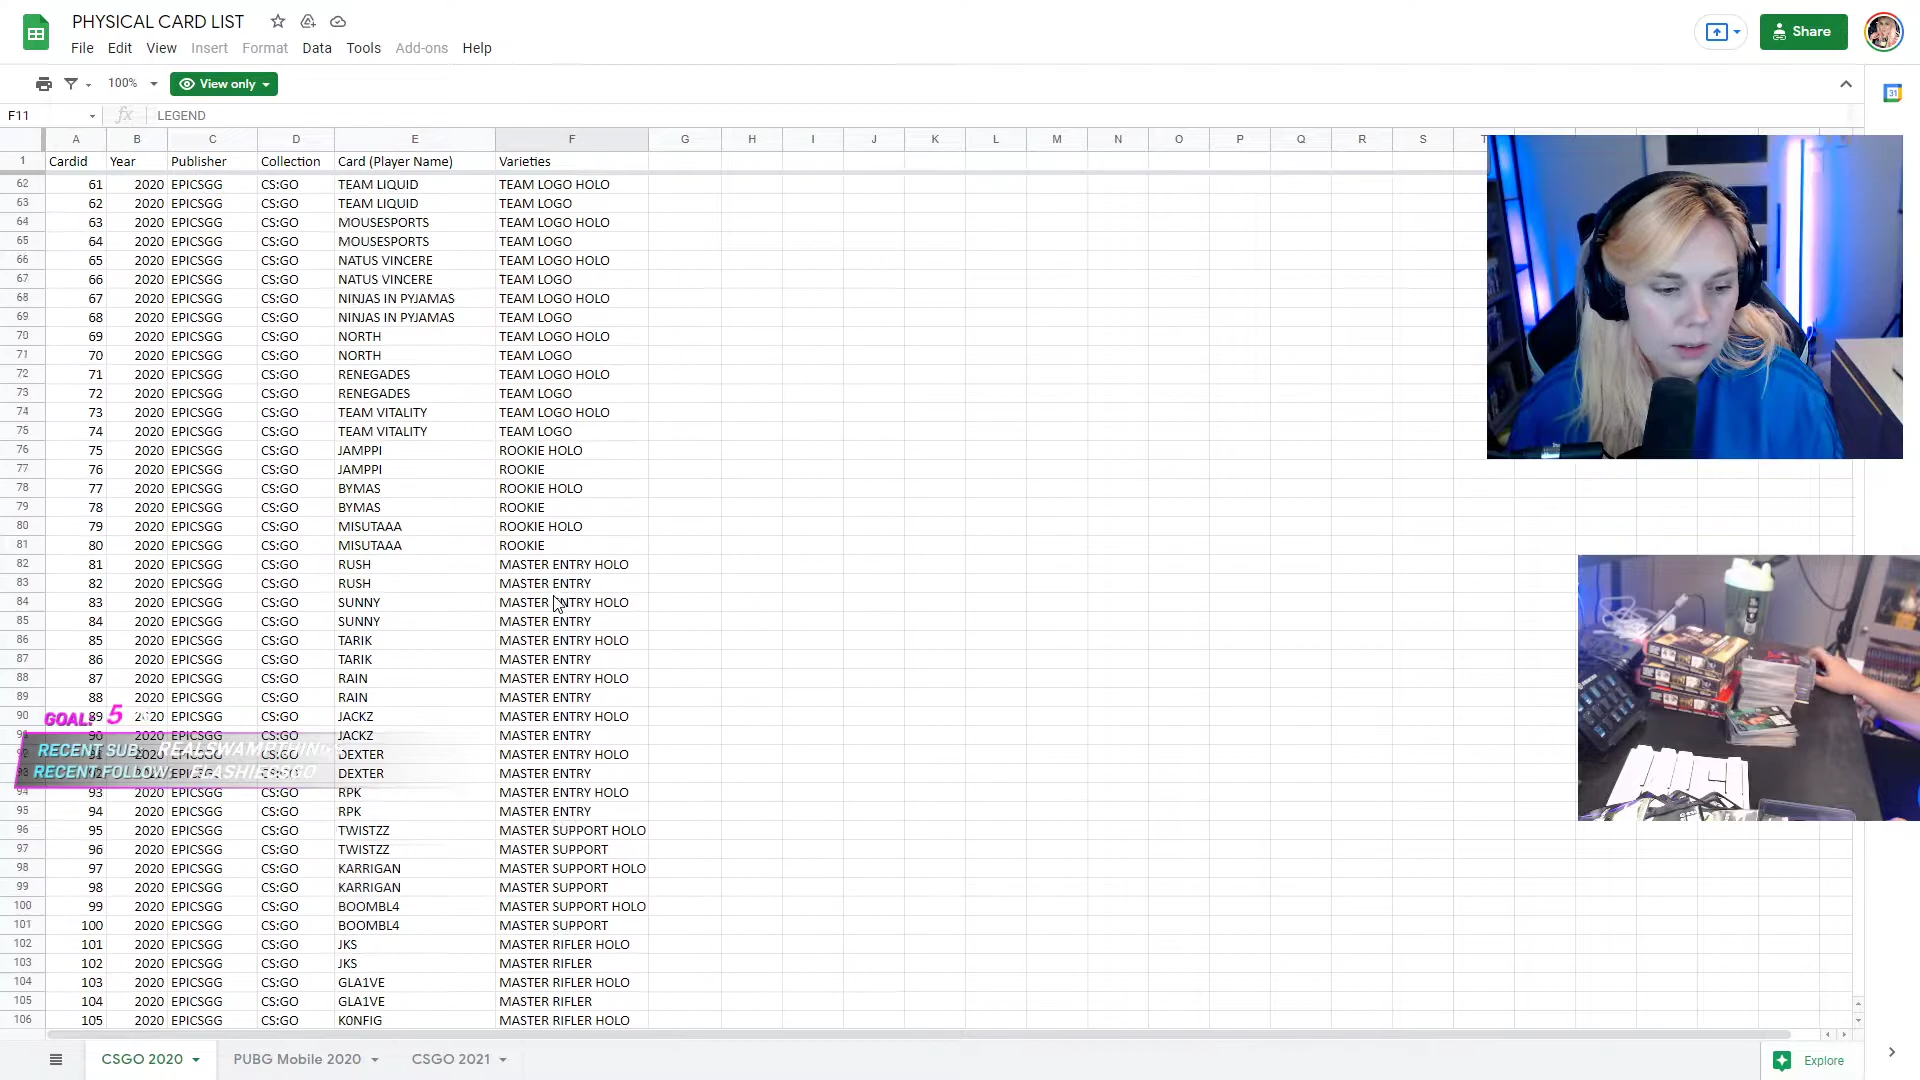 PHYSICAL CARD LIST
File Edit View Insert Format Data Tools Add-ons Help
Share
100% View only
31
F11 fx LEGEND
A B C D E F G H I J K L M N O P Q R S T
1 Cardid Year Publisher Collection Card (Player Name) Varieties
62 61 2020 EPICSGG CS:GO TEAM LIQUID TEAM LOGO HOLO
63 62 2020 EPICSGG CS:GO TEAM LIQUID TEAM LOGO
64 63 2020 EPICSGG CS:GO MOUSESPORTS TEAM LOGO HOLO
65 64 2020 EPICSGG CS:GO MOUSESPORTS TEAM LOGO
66 65 2020 EPICSGG CS:GO NATUS VINCERE TEAM LOGO HOLO
67 66 2020 EPICSGG CS:GO NATUS VINCERE TEAM LOGO
68 67 2020 EPICSGG CS:GO NINJAS IN PYJAMAS TEAM LOGO HOLO
69 68 2020 EPICSGG CS:GO NINJAS IN PYJAMAS TEAM LOGO
70 69 2020 EPICSGG CS:GO NORTH TEAM LOGO HOLO
71 70 2020 EPICSGG CS:GO NORTH TEAM LOGO
72 71 2020 EPICSGG CS:GO RENEGADES TEAM LOGO HOLO
73 72 2020 EPICSGG CS:GO RENEGADES TEAM LOGO
74 73 2020 EPICSGG CS:GO TEAM VITALITY TEAM LOGO HOLO
75 74 2020 EPICSGG CS:GO TEAM VITALITY TEAM LOGO
76 75 2020 EPICSGG CS:GO JAMPPI ROOKIE HOLO
77 76 2020 EPICSGG CS:GO JAMPPI ROOKIE
78 77 2020 EPICSGG CS:GO BYMAS ROOKIE HOLO
79 78 2020 EPICSGG CS:GO BYMAS ROOKIE
80 79 2020 EPICSGG CS:GO MISUTAAA ROOKIE HOLO
81 80 2020 EPICSGG CS:GO MISUTAAA ROOKIE
82 81 2020 EPICSGG CS:GO RUSH MASTER ENTRY HOLO
83 82 2020 EPICSGG CS:GO RUSH MASTER ENTRY
84 83 2020 EPICSGG CS:GO SUNNY MASTER ENTRY HOLO
85 84 2020 EPICSGG CS:GO SUNNY MASTER ENTRY
86 85 2020 EPICSGG CS:GO TARIK MASTER ENTRY HOLO
87 86 2020 EPICSGG CS:GO TARIK MASTER ENTRY
88 87 2020 EPICSGG CS:GO RAIN MASTER ENTRY HOLO
89 88 2020 EPICSGG CS:GO RAIN MASTER ENTRY
GOAL: 5
90 89 2020 EPICSGG CS:GO JACKZ MASTER ENTRY HOLO
91 90 2020 EPICSGG CS:GO JACKZ MASTER ENTRY
RECENT SUB: REALSWAMPTHINGS
92 91 2020 EPICSGG CS:GO DEXTER MASTER ENTRY HOLO
RECENT FOLLOW:
93 92 2020 EPICSGG CS:GO DEXTER MASTER ENTRY
94 93 2020 EPICSGG CS:GO RPK MASTER ENTRY HOLO
95 94 2020 EPICSGG CS:GO RPK MASTER ENTRY
96 95 2020 EPICSGG CS:GO TWISTZZ MASTER SUPPORT HOLO
97 96 2020 EPICSGG CS:GO TWISTZZ MASTER SUPPORT
98 97 2020 EPICSGG CS:GO KARRIGAN MASTER SUPPORT HOLO
99 98 2020 EPICSGG CS:GO KARRIGAN MASTER SUPPORT
100 99 2020 EPICSGG CS:GO BOOMBL4 MASTER SUPPORT HOLO
101 100 2020 EPICSGG CS:GO BOOMBL4 MASTER SUPPORT
102 101 2020 EPICSGG CS:GO JKS MASTER RIFLER HOLO
103 102 2020 EPICSGG CS:GO JKS MASTER RIFLER
104 103 2020 EPICSGG CS:GO GLA1VE MASTER RIFLER HOLO
105 104 2020 EPICSGG CS:GO GLA1VE MASTER RIFLER
106 105 2020 EPICSGG CS:GO K0NFIG MASTER RIFLER HOLO
CSGO 2020 PUBG Mobile 2020 CSGO 2021 Explore